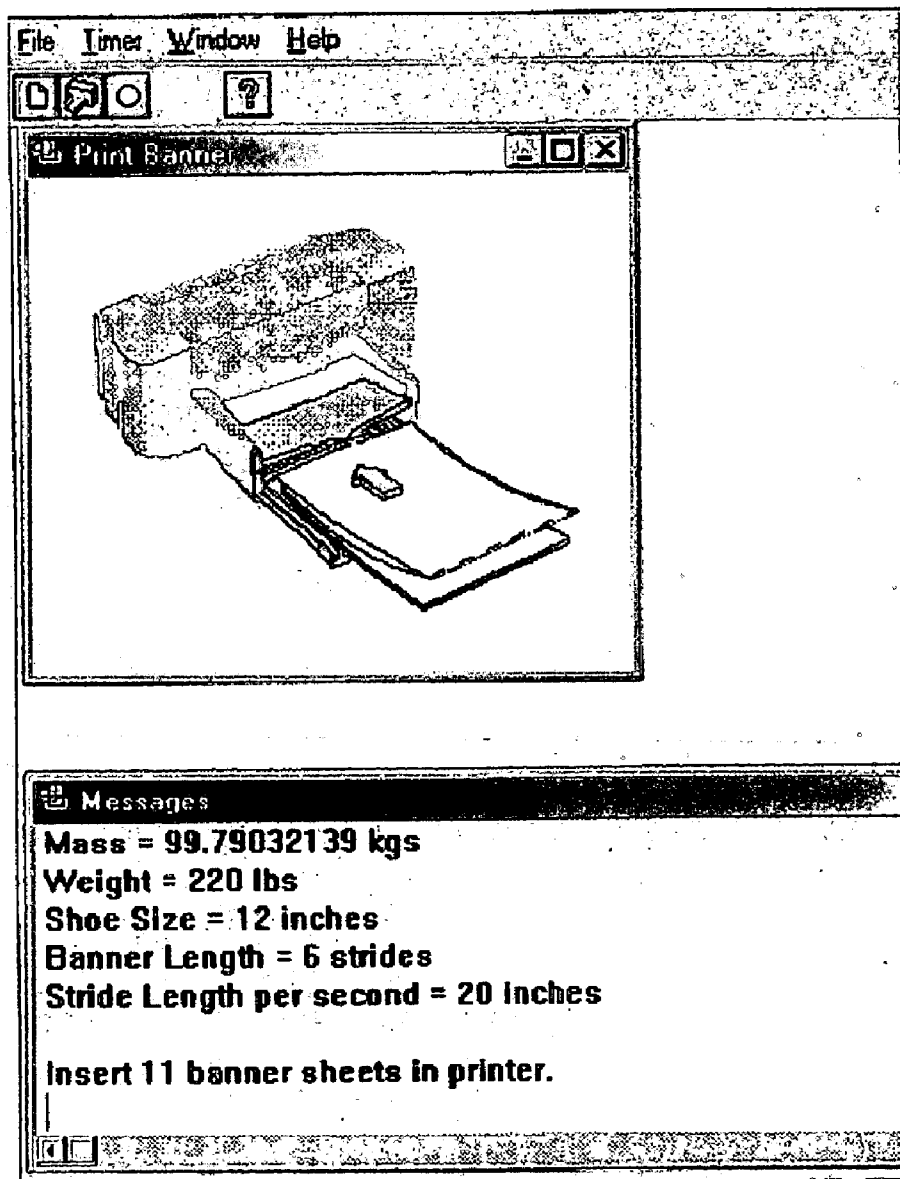 File Timer Window Help
?
Print Banner
Messages
Mass = 99.79032139 kgs
Weight = 220 lbs
Shoe Size = 12 inches
Banner Length = 6 strides
Stride Length per second = 20 inches
Insert 11 banner sheets in printer.